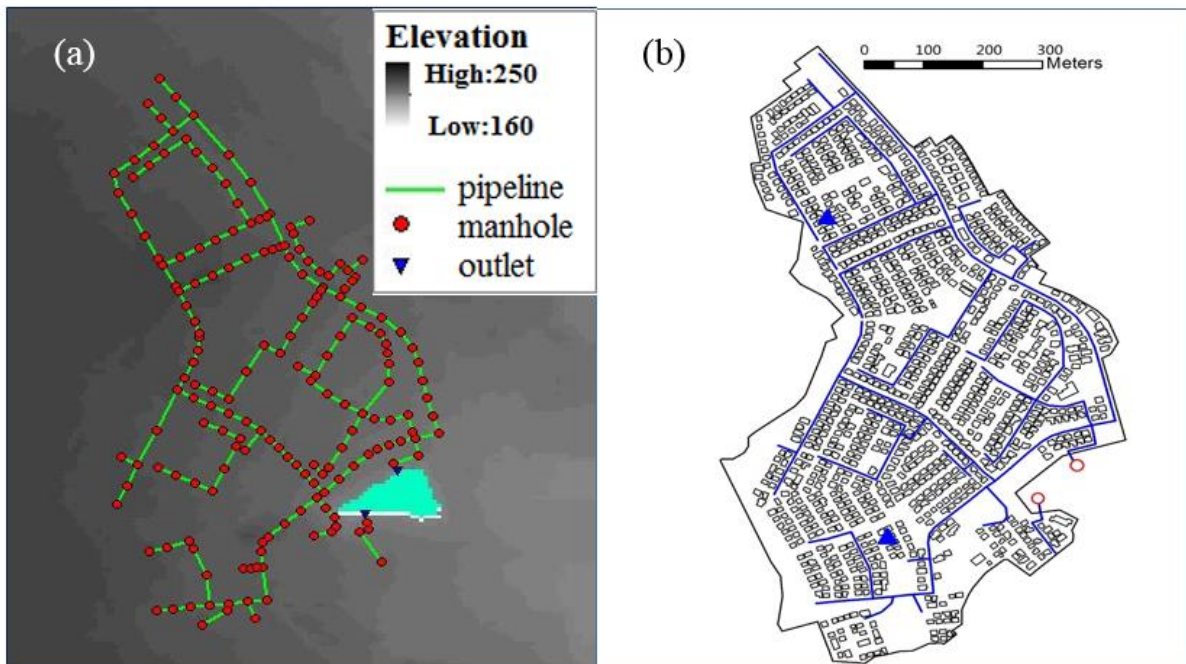 (a)
Elevation
High:250
Low:160
pipeline
manhole
outlet
(b)
0 100 200 300
Meters